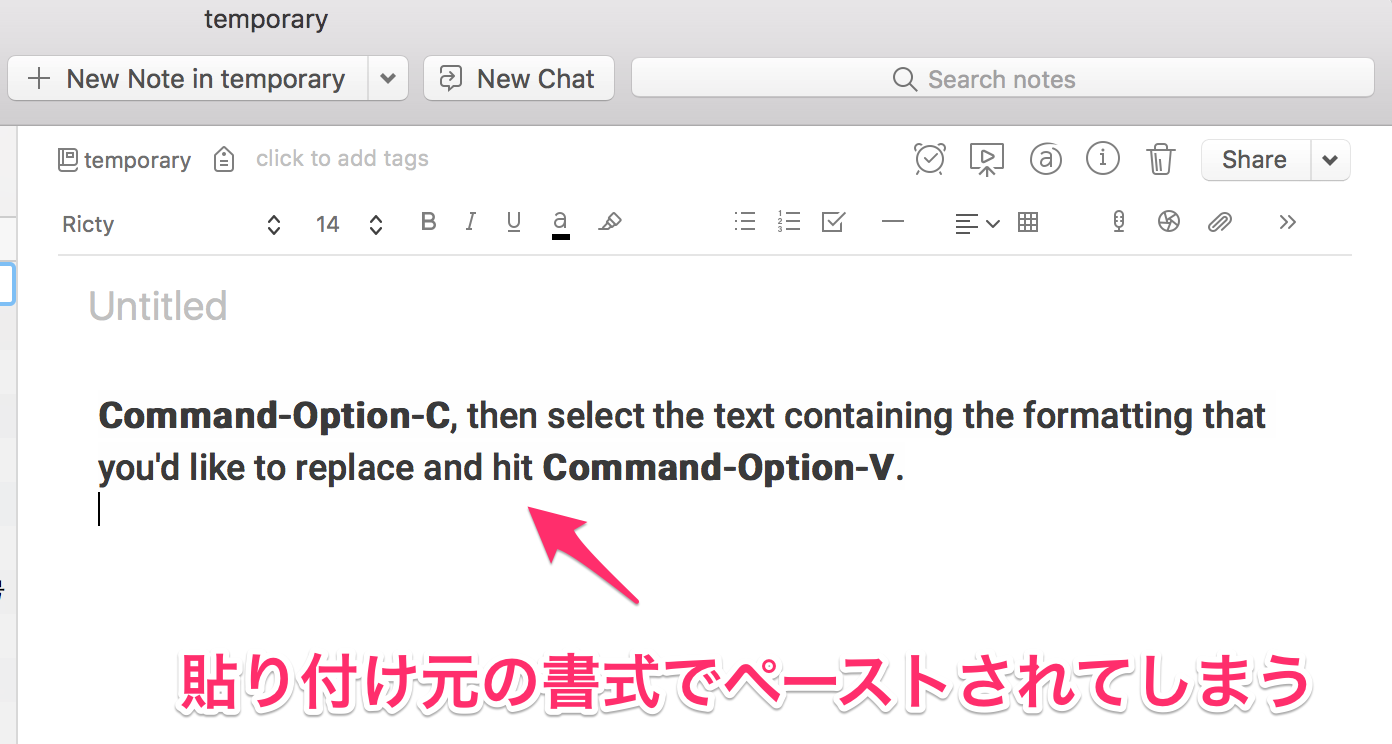 temporary
New Note in temporary
New Chat
Search notes
temporary
click to add tags
Share
Ricty
14
B I U a
Untitled
Command-Option-C, then select the text containing the formatting that
you'd like to replace and hit Command-Option-V.
貼り付け元の書式でペーストされてしまう